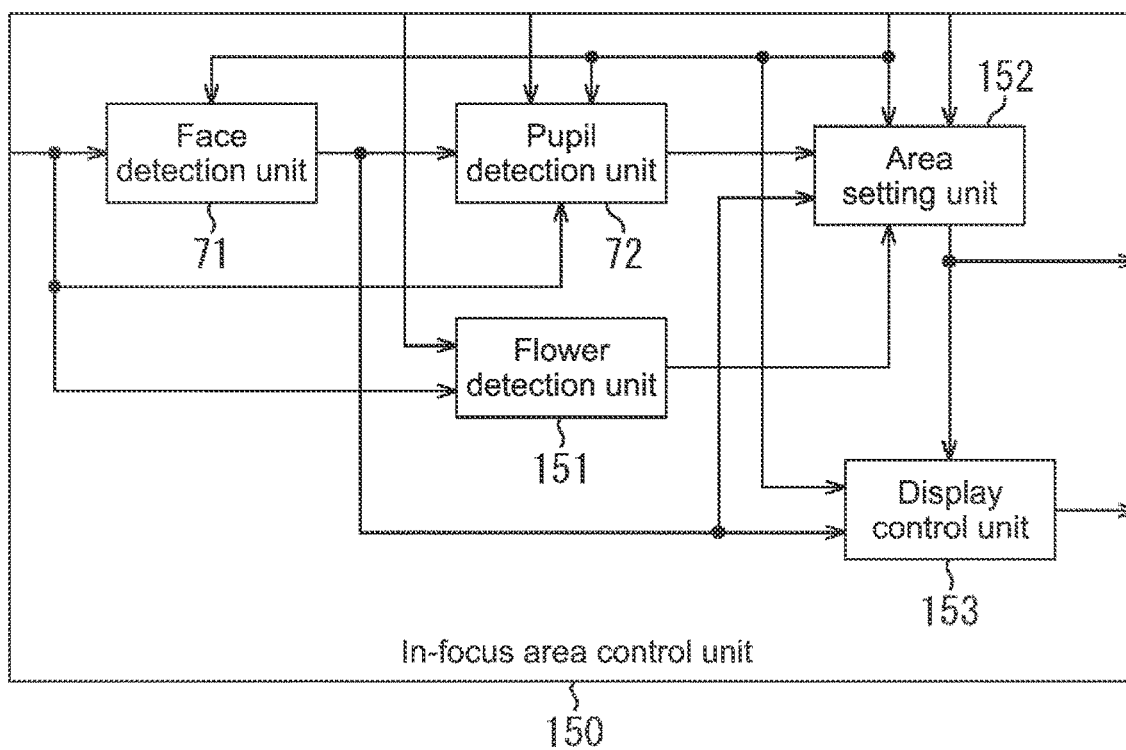 152
Face
detection unit
71
Pupil
detection unit
72
Area
setting unit
Flower
detection unit
151
Display
control unit
153
In-focus area control unit
150